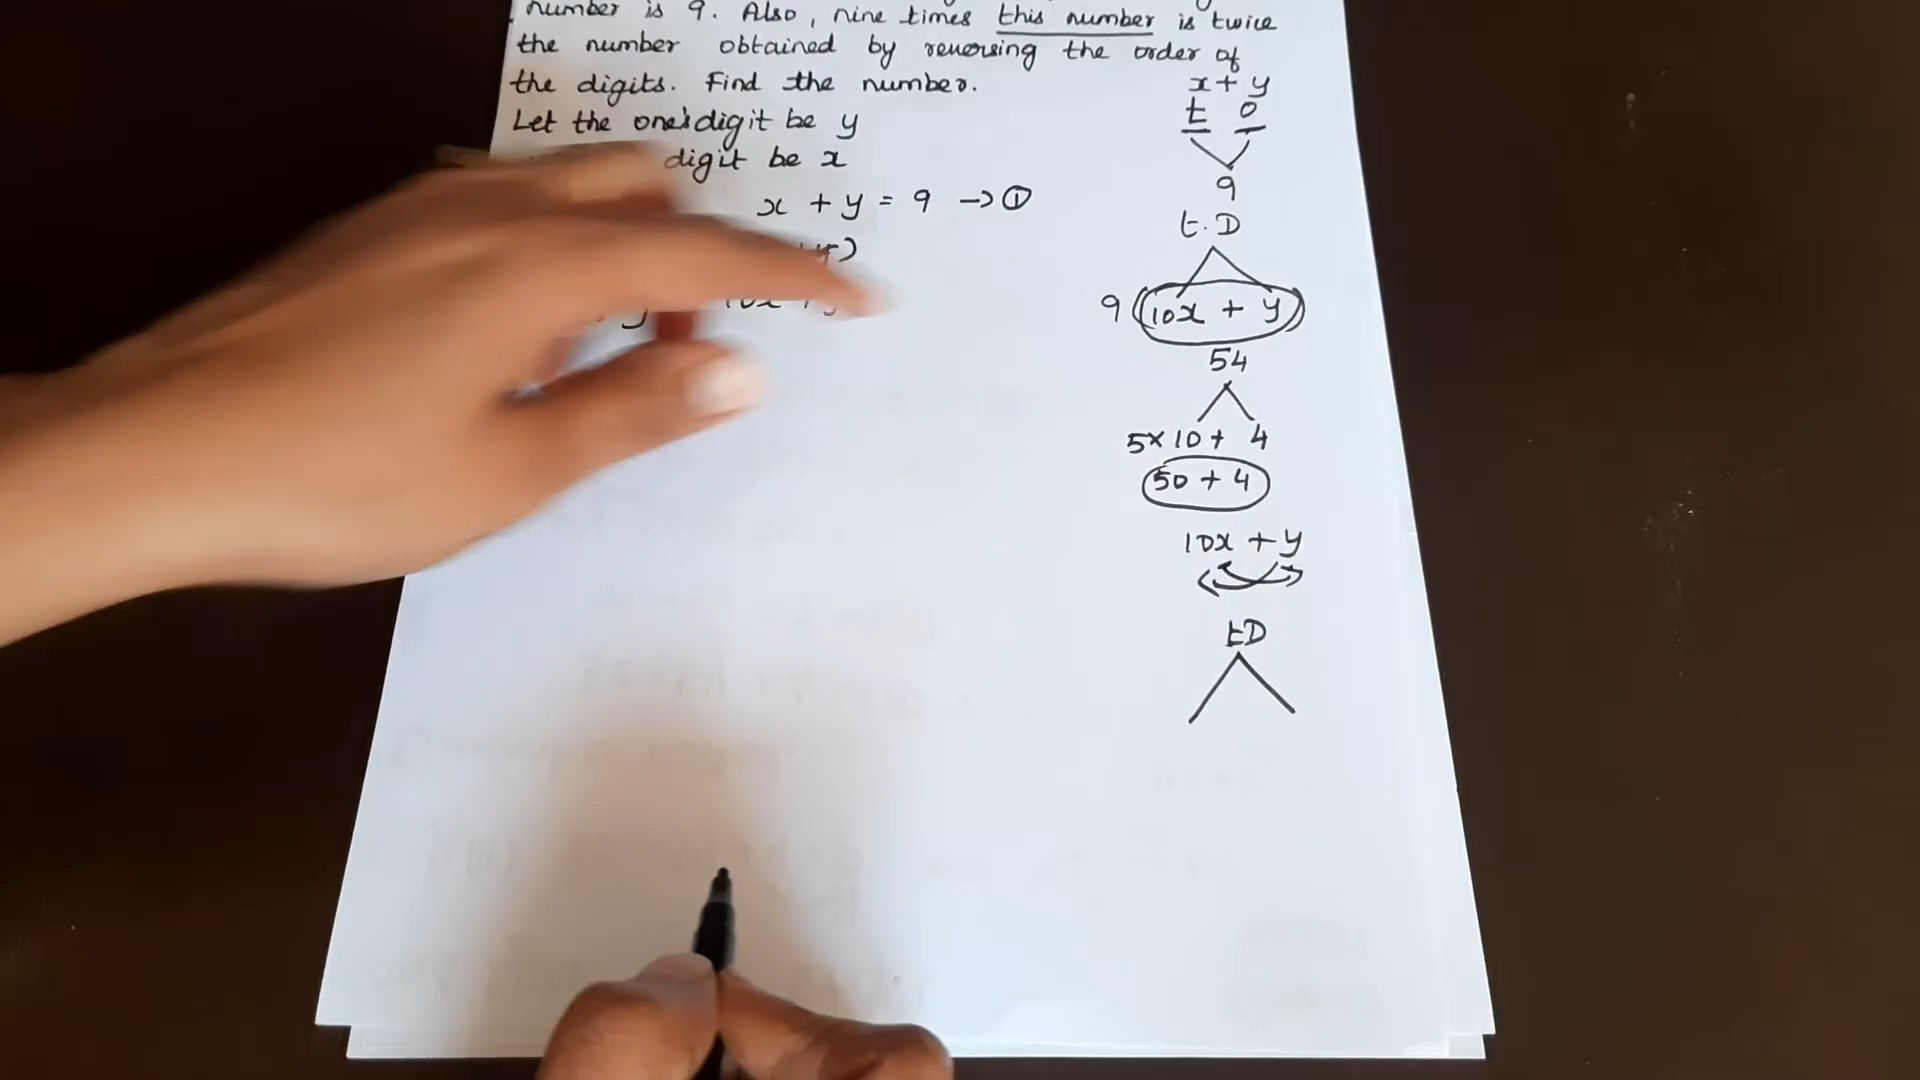 number is 9. Also, nine times this number is twice
the number obtained by reversing the order of
the digits. Find the number.
Let the one's digit be y
digit be x
x + y = 9 → ①
y)
10x + y
x + y
t o
9
t.D
9 (10x + y)
54
5×10 + 4
50 + 4
10x + y
tD